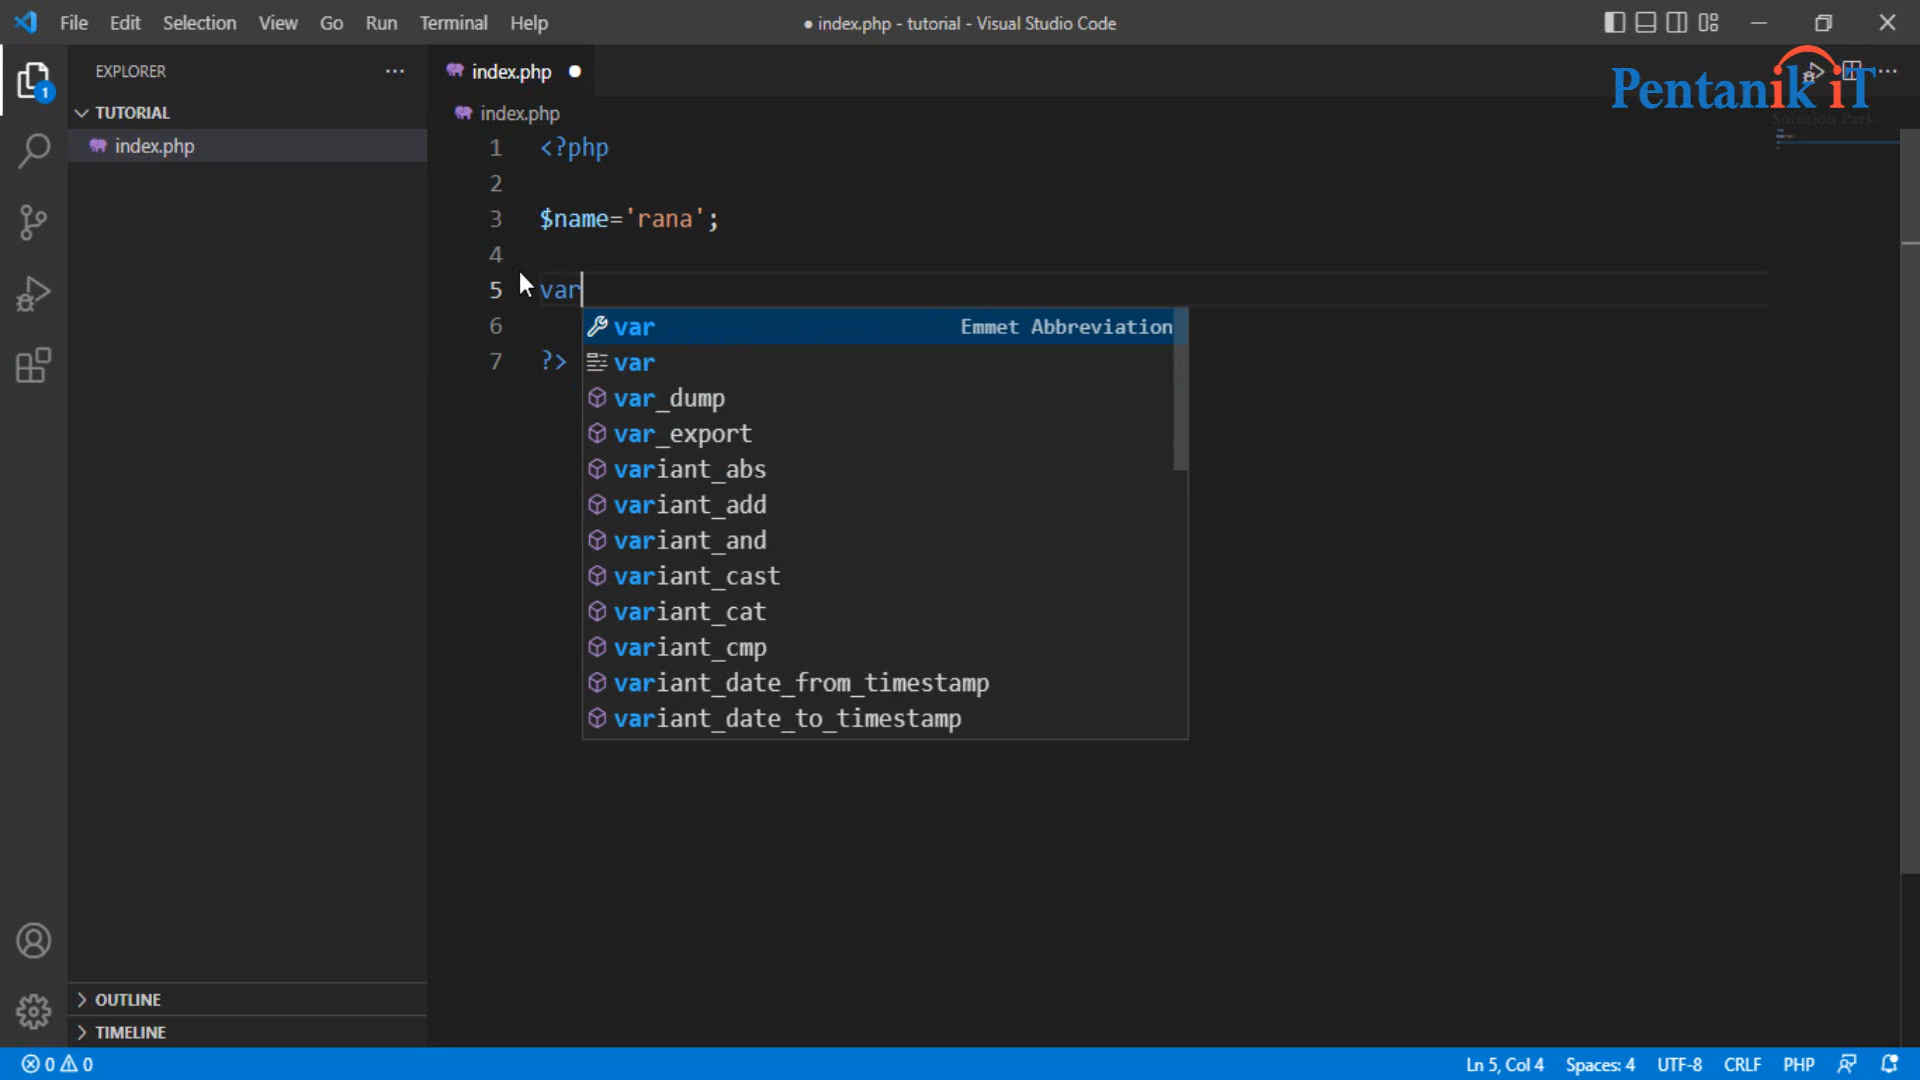 File Edit Selection View Go Run Terminal Help
● index.php - tutorial - Visual Studio Code
Pentanik iT
Solution Park
EXPLORER
1
TUTORIAL
index.php
OUTLINE
TIMELINE
index.php
index.php
1 <?php
2
3 $name='rana';
4
5 var
6
7 ?>
var Emmet Abbreviation
var
var_dump
var_export
variant_abs
variant_add
variant_and
variant_cast
variant_cat
variant_cmp
variant_date_from_timestamp
variant_date_to_timestamp
0 0
Ln 5, Col 4 Spaces: 4 UTF-8 CRLF PHP